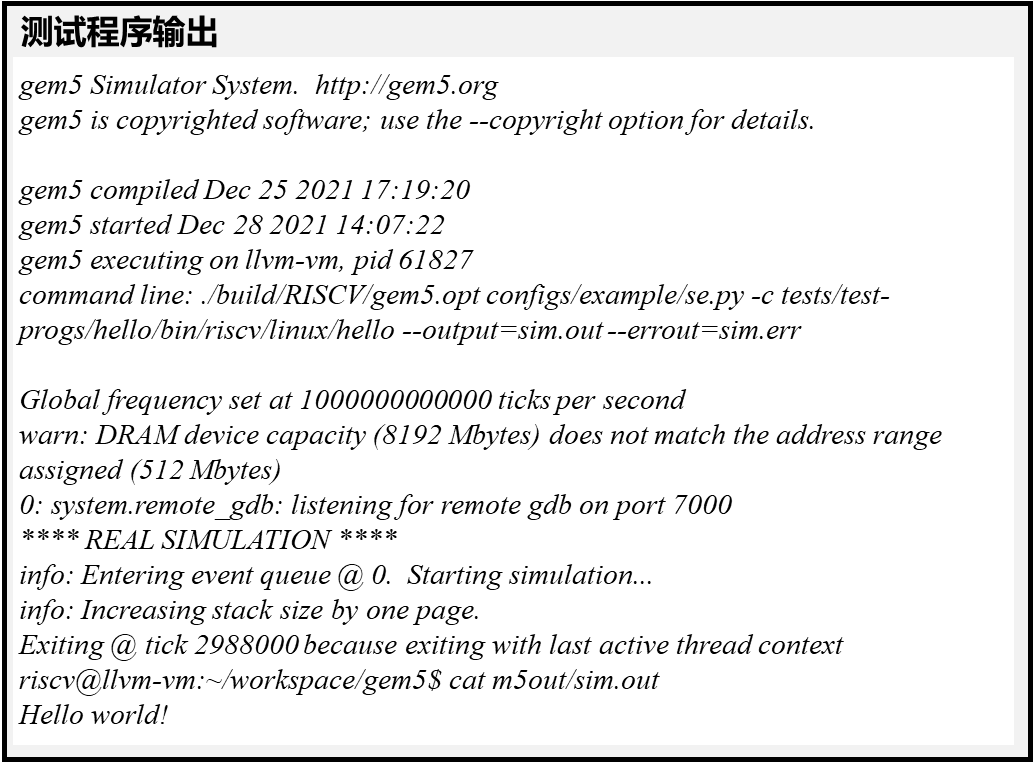 测试程序输出
gem5 Simulator System.  http://gem5.org
gem5 is copyrighted software; use the --copyright option for details.
gem5 compiled Dec 25 2021 17:19:20
gem5 started Dec 28 2021 14:07:22
gem5 executing on llvm-vm, pid 61827
command line: ./build/RISCV/gem5.opt configs/example/se.py -c tests/test-
progs/hello/bin/riscv/linux/hello --output=sim.out --errout=sim.err
Global frequency set at 1000000000000 ticks per second
warn: DRAM device capacity (8192 Mbytes) does not match the address range
assigned (512 Mbytes)
0: system.remote_gdb: listening for remote gdb on port 7000
**** REAL SIMULATION ****
info: Entering event queue @ 0.  Starting simulation...
info: Increasing stack size by one page.
Exiting @ tick 2988000 because exiting with last active thread context
riscv@llvm-vm:~/workspace/gem5$ cat m5out/sim.out
Hello world!